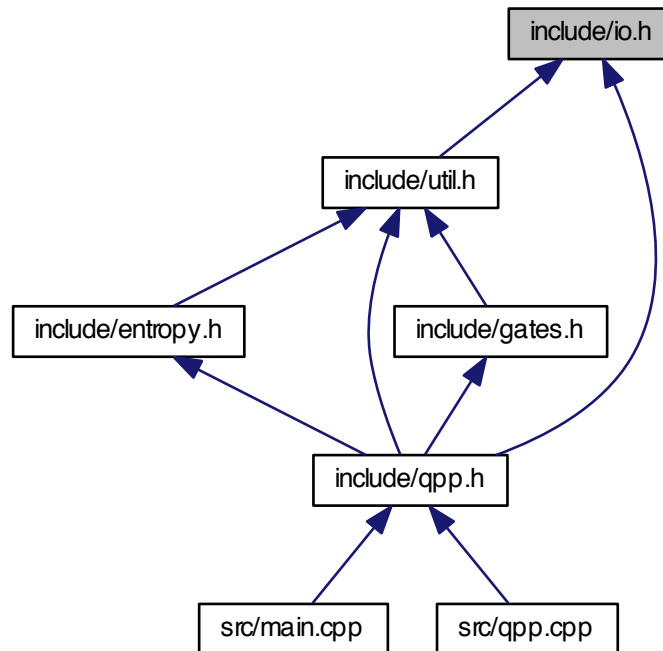 include/io.h
include/util.h
include/entropy.h
include/gates.h
include/qpp.h
src/main.cpp
src/qpp.cpp